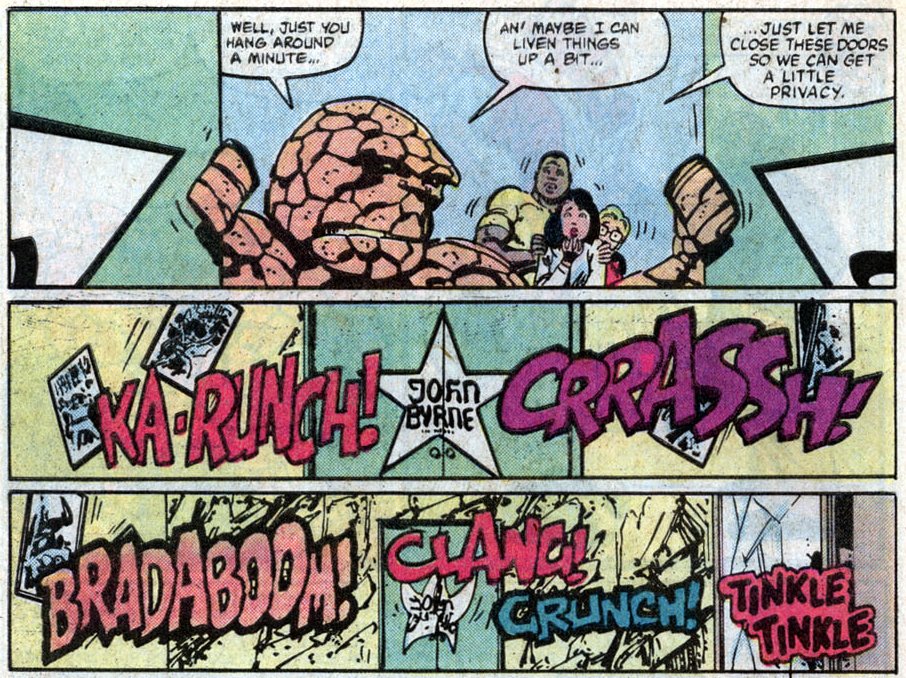 WELL, JUST YOU
HANG AROUND
A MINUTE...
AN' MAYBE I CAN
LIVEN THINGS
UP A BIT...
...JUST LET ME
CLOSE THESE DOORS
SO WE CAN GET
A LITTLE
PRIVACY.
KA-RUNCH!
JOHN
BYRNE
CRRASSH!
BRADABOOM!
CLANG!
JOHN
CRUNCH!
TINKLE
TINKLE